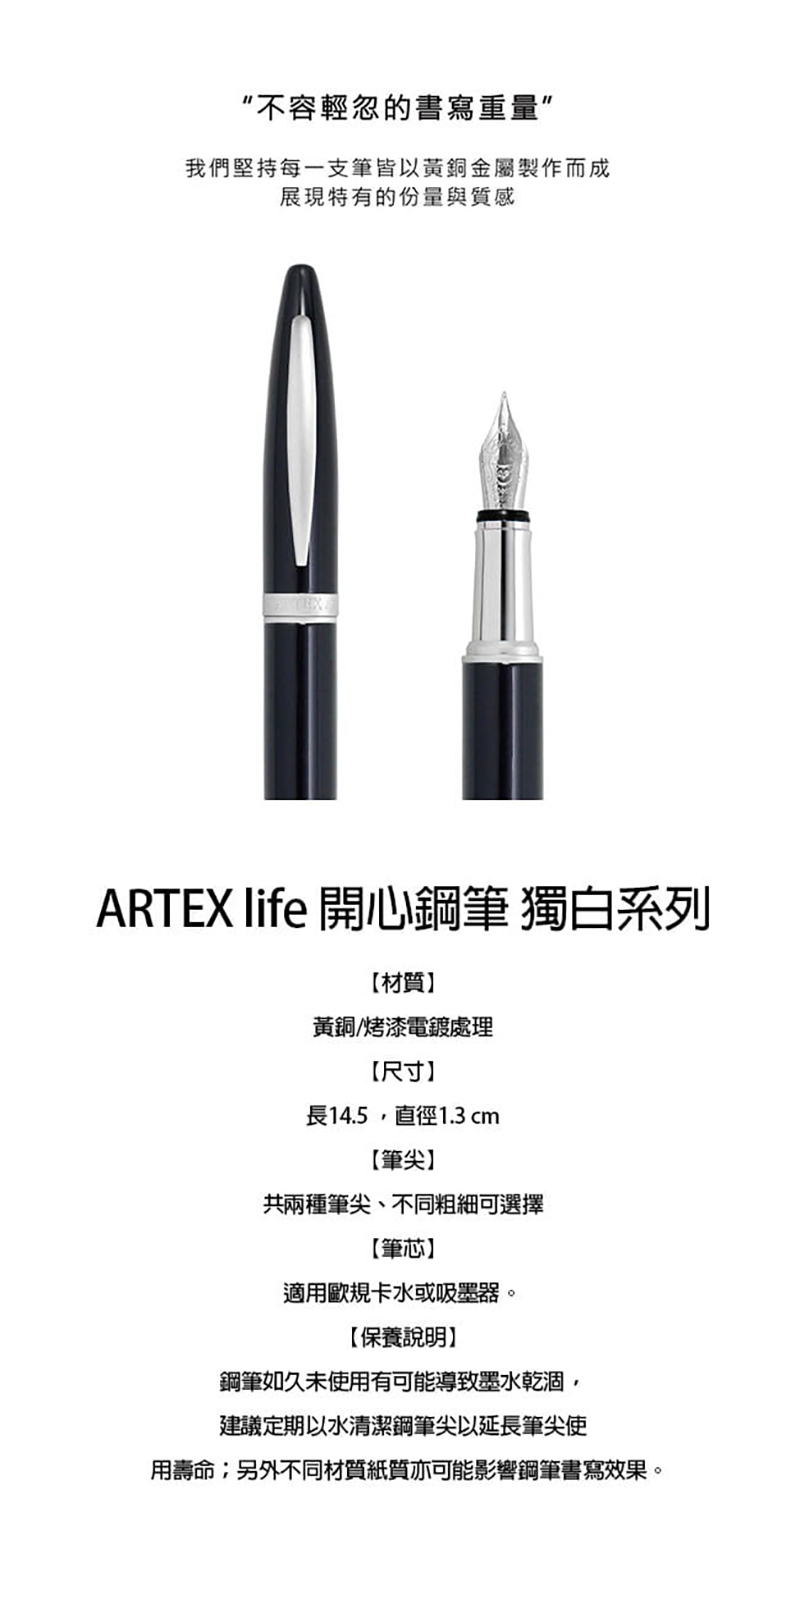 "不容輕忽的書寫重量"
我們堅持每一支筆皆以黃銅金屬製作而成
展現特有的份量與質感
ARTEX
ARTEX life 開心鋼筆 獨白系列
【材質】
黃銅/烤漆電鍍處理
【尺寸】
長14.5 ，直徑1.3 cm
【筆尖】
共兩種筆尖、不同粗細可選擇
【筆芯】
適用歐規卡水或吸墨器。
【保養說明】
鋼筆如久未使用有可能導致墨水乾涸，
建議定期以水清潔鋼筆尖以延長筆尖使
用壽命；另外不同材質紙質亦可能影響鋼筆書寫效果。